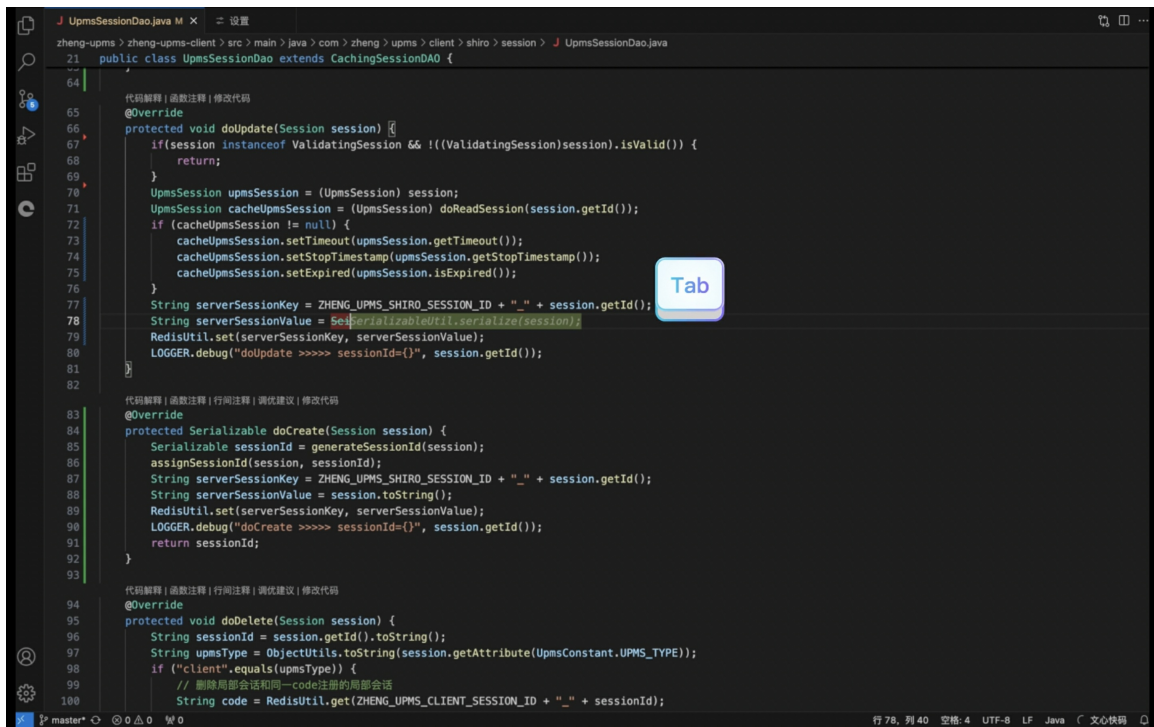 J UpmsSessionDao.java M ×
设置
zheng-upms > zheng-upms-client > src > main > java > com > zheng > upms > client > shiro > session > J UpmsSessionDao.java
21 public class UpmsSessionDao extends CachingSessionDAO {
64
代码解释 | 函数注释 | 修改代码
65 @Override
66 protected void doUpdate(Session session) {
67 if(session instanceof ValidatingSession && !((ValidatingSession)session).isValid()) {
68 return;
69 }
70 UpmsSession upmsSession = (UpmsSession) session;
71 UpmsSession cacheUpmsSession = (UpmsSession) doReadSession(session.getId());
72 if (cacheUpmsSession != null) {
73 cacheUpmsSession.setTimeout(upmsSession.getTimeout());
74 cacheUpmsSession.setStopTimestamp(upmsSession.getStopTimestamp());
75 cacheUpmsSession.setExpired(upmsSession.isExpired());
76 }
Tab
77 String serverSessionKey = ZHENG_UPMS_SHIRO_SESSION_ID + "_" + session.getId();
78 String serverSessionValue = SeiSerializableUtil.serialize(session);
79 RedisUtil.set(serverSessionKey, serverSessionValue);
80 LOGGER.debug("doUpdate >>>>> sessionId={}", session.getId());
81 }
82
代码解释 | 函数注释 | 行间注释 | 调优建议 | 修改代码
83 @Override
84 protected Serializable doCreate(Session session) {
85 Serializable sessionId = generateSessionId(session);
86 assignSessionId(session, sessionId);
87 String serverSessionKey = ZHENG_UPMS_SHIRO_SESSION_ID + "_" + session.getId();
88 String serverSessionValue = session.toString();
89 RedisUtil.set(serverSessionKey, serverSessionValue);
90 LOGGER.debug("doCreate >>>>> sessionId={}", session.getId());
91 return sessionId;
92 }
93
代码解释 | 函数注释 | 行间注释 | 调优建议 | 修改代码
94 @Override
95 protected void doDelete(Session session) {
96 String sessionId = session.getId().toString();
97 String upmsType = ObjectUtils.toString(session.getAttribute(UpmsConstant.UPMS_TYPE));
98 if ("client".equals(upmsType)) {
99 // 删除局部会话和同一code注册的局部会话
100 String code = RedisUtil.get(ZHENG_UPMS_CLIENT_SESSION_ID + "_" + sessionId);
master* 0 0 0 行 78，列 40 空格: 4 UTF-8 LF Java 文心快码